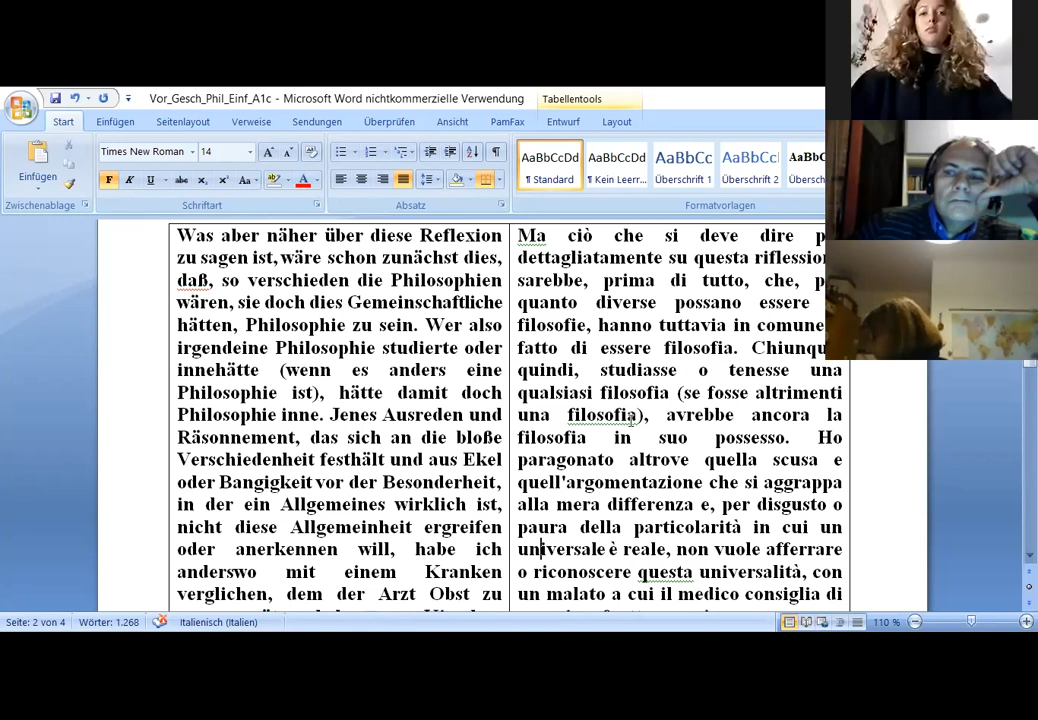 Vor_Gesch_Phil_Einf_A1c - Microsoft Word nichtkommerzielle Verwendung
Tabellentools
Start Einfügen Seitenlayout Verweise Sendungen Überprüfen Ansicht PamFax Entwurf Layout
Einfügen
Times New Roman 14
F K U abc x₂ x² Aa
AaBbCcDd AaBbCcDd AaBbCc AaBbCc AaBbCc
¶ Standard ¶ Kein Leerr... Überschrift 1 Überschrift 2
Zwischenablage Schriftart Absatz Formatvorlagen
Was aber näher über diese Reflexion
zu sagen ist, wäre schon zunächst dies,
daß, so verschieden die Philosophien
wären, sie doch dies Gemeinschaftliche
hätten, Philosophie zu sein. Wer also
irgendeine Philosophie studierte oder
innehätte (wenn es anders eine
Philosophie ist), hätte damit doch
Philosophie inne. Jenes Ausreden und
Räsonnement, das sich an die bloße
Verschiedenheit festhält und aus Ekel
oder Bangigkeit vor der Besonderheit,
in der ein Allgemeines wirklich ist,
nicht diese Allgemeinheit ergreifen
oder anerkennen will, habe ich
anderswo mit einem Kranken
verglichen, dem der Arzt Obst zu
Ma ciò che si deve dire p
dettagliatamente su questa riflession
sarebbe, prima di tutto, che, p
quanto diverse possano essere
filosofie, hanno tuttavia in comune
fatto di essere filosofia. Chiunqu
quindi, studiasse o tenesse una
qualsiasi filosofia (se fosse altrimenti
una filosofia), avrebbe ancora la
filosofia in suo possesso. Ho
paragonato altrove quella scusa e
quell'argomentazione che si aggrappa
alla mera differenza e, per disgusto o
paura della particolarità in cui un
universale è reale, non vuole afferrare
o riconoscere questa universalità, con
un malato a cui il medico consiglia di
Seite: 2 von 4 Wörter: 1.268 Italienisch (Italien) 110 %